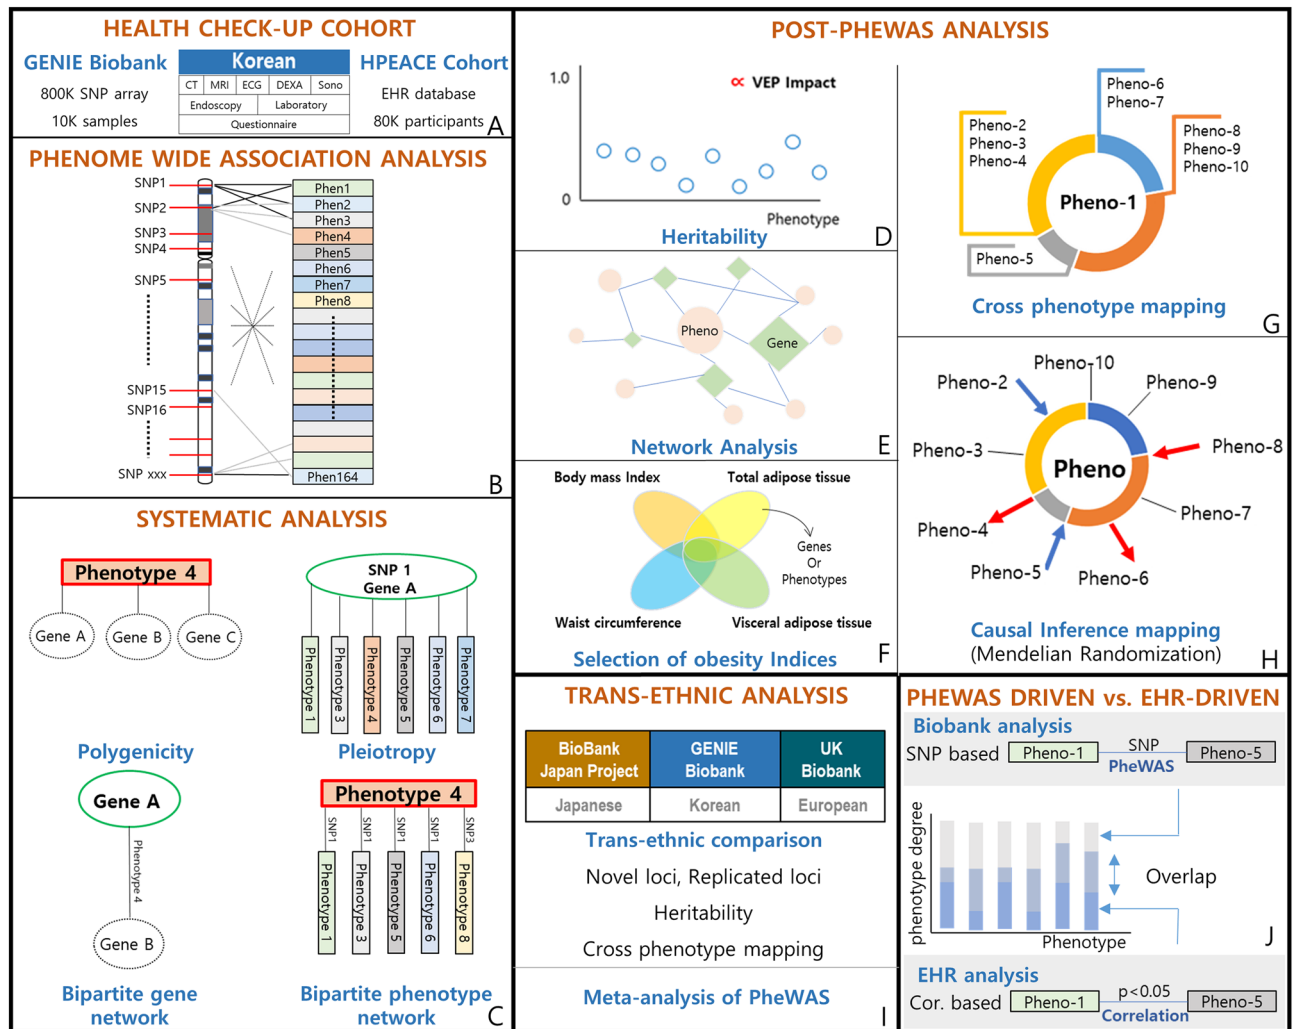 HEALTH CHECK-UP COHORT
GENIE Biobank
800K SNP array
10K samples
Korean
CT MRI ECG DEXA Sono
Endoscopy Laboratory
Questionnaire
HPEACE Cohort
EHR database
80K participants
A
PHENOME WIDE ASSOCIATION ANALYSIS
SNP1
SNP2
SNP3
SNP4
SNP5
SNP15
SNP16
SNP xxx
Phen1
Phen2
Phen3
Phen4
Phen5
Phen6
Phen7
Phen8
Phen164
B
SYSTEMATIC ANALYSIS
Phenotype 4
Gene A
Gene B
Gene C
Polygenicity
SNP 1
Gene A
Phenotype 1
Phenotype 3
Phenotype 4
Phenotype 5
Phenotype 6
Phenotype 7
Pleiotropy
Gene A
Phenotype 4
Gene B
Bipartite gene
network
Phenotype 4
SNP1
SNP1
SNP1
SNP1
SNP3
Phenotype 1
Phenotype 3
Phenotype 5
Phenotype 6
Phenotype 8
Bipartite phenotype
network
C
POST-PHEWAS ANALYSIS
1.0
∝ VEP Impact
0
Phenotype
Heritability
D
Pheno
Gene
Network Analysis
E
Body mass Index
Total adipose tissue
Genes
Or
Phenotypes
Waist circumference
Visceral adipose tissue
Selection of obesity Indices
F
Pheno-6
Pheno-7
Pheno-2
Pheno-3
Pheno-4
Pheno-8
Pheno-9
Pheno-10
Pheno-1
Pheno-5
Cross phenotype mapping
G
Pheno-10
Pheno-2
Pheno-9
Pheno-3
Pheno-8
Pheno
Pheno-7
Pheno-4
Pheno-5
Pheno-6
Causal Inference mapping
(Mendelian Randomization)
H
TRANS-ETHNIC ANALYSIS
BioBank
Japan Project
GENIE
Biobank
UK
Biobank
Japanese
Korean
European
Trans-ethnic comparison
Novel loci, Replicated loci
Heritability
Cross phenotype mapping
Meta-analysis of PheWAS
I
PHEWAS DRIVEN vs. EHR-DRIVEN
Biobank analysis
SNP based
Pheno-1
SNP
PheWAS
Pheno-5
phenotype degree
Overlap
Phenotype
J
EHR analysis
Cor. based
Pheno-1
p<0.05
Correlation
Pheno-5